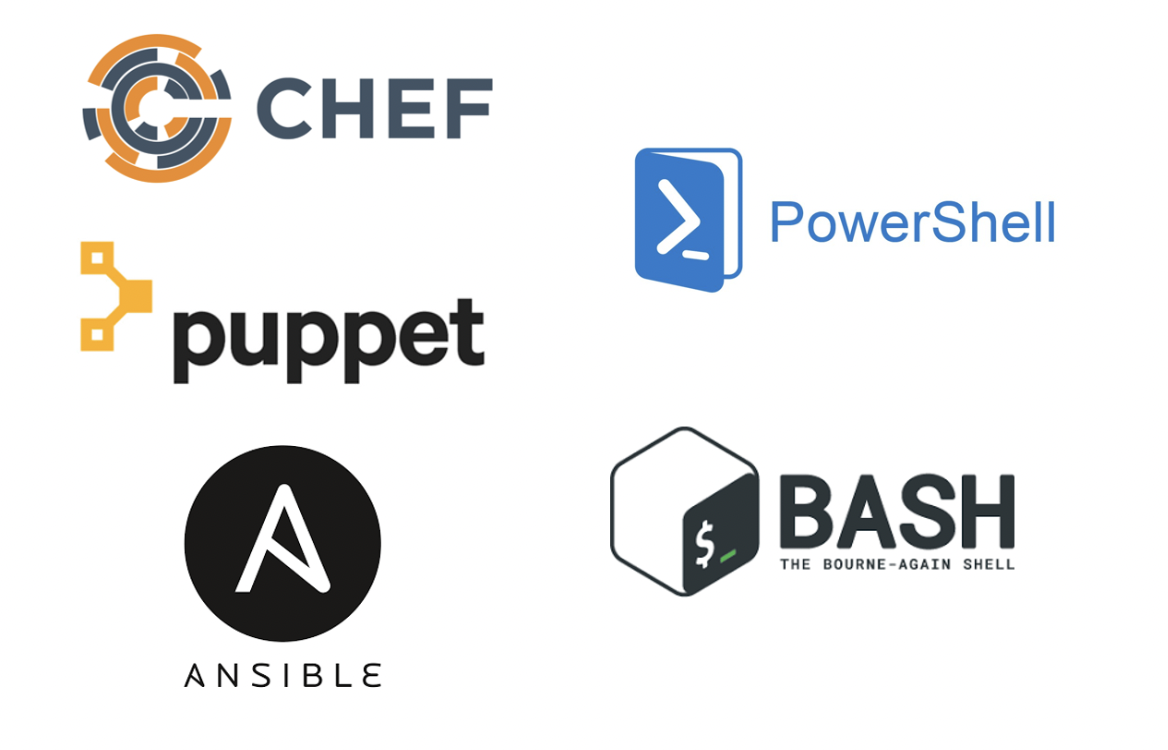 CHEF
PowerShell
puppet
$_
BASH
THE BOURNE-AGAIN SHELL
ANSIBLE